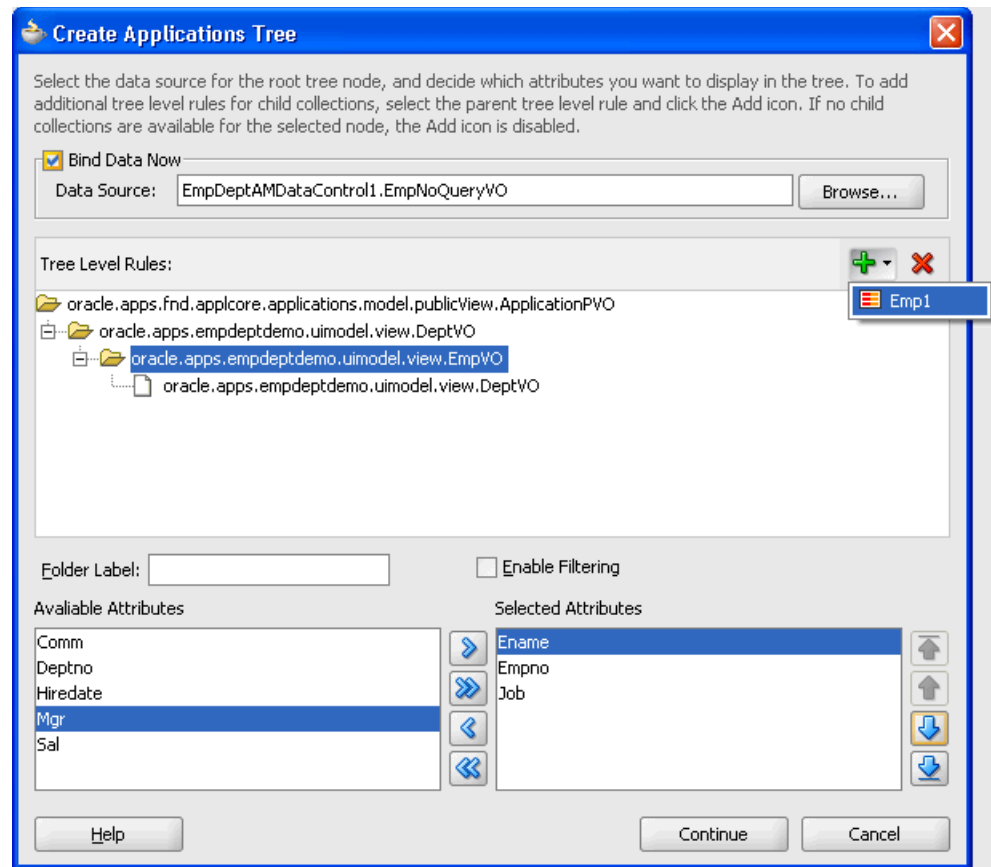 Create Applications Tree
Select the data source for the root tree node, and decide which attributes you want to display in the tree. To add
additional tree level rules for child collections, select the parent tree level rule and click the Add icon. If no child
collections are available for the selected node, the Add icon is disabled.
Bind Data Now
Data Source: EmpDeptAMDataControl1.EmpNoQueryVO Browse...
Tree Level Rules:
Emp1
oracle.apps.fnd.applcore.applications.model.publicView.ApplicationPVO
oracle.apps.empdeptdemo.uimodel.view.DeptVO
oracle.apps.empdeptdemo.uimodel.view.EmpVO
oracle.apps.empdeptdemo.uimodel.view.DeptVO
Folder Label: Enable Filtering
Avaliable Attributes
Comm
Deptno
Hiredate
Mgr
Sal
Selected Attributes
Ename
Empno
Job
Help Continue Cancel